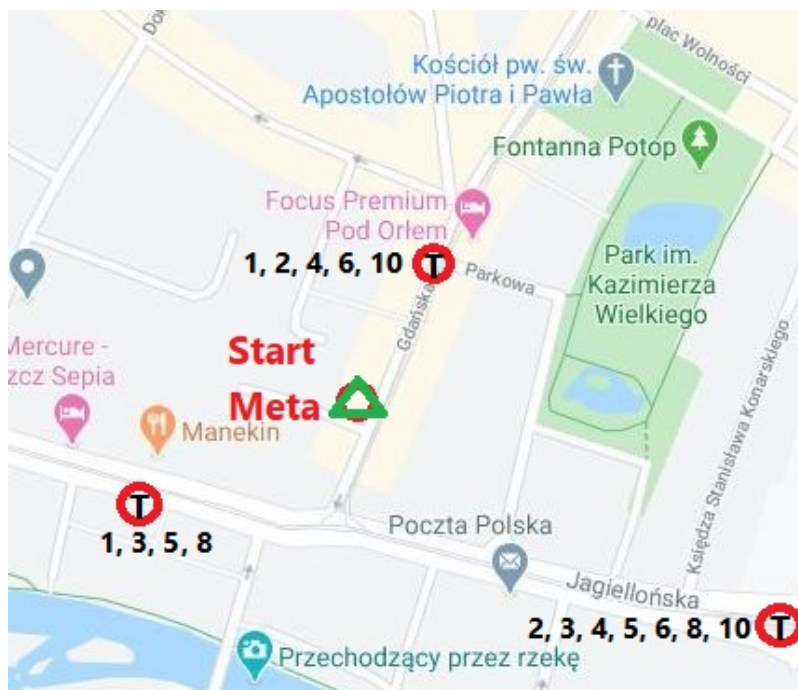 plac Wolności
Kościół pw. św.
Apostołów Piotra i Pawła
Fontanna Potop
Focus Premium
Pod Orłem
1, 2, 4, 6, 10 T
Parkowa
Park im.
Kazimierza
Wielkiego
Gdańska
Start
Meta
Mercure -
zcz Sepia
Manekin
Księdza Stanisława Konarskiego
T
1, 3, 5, 8
Poczta Polska
Jagiellońska
2, 3, 4, 5, 6, 8, 10 T
Przechodzący przez rzekę